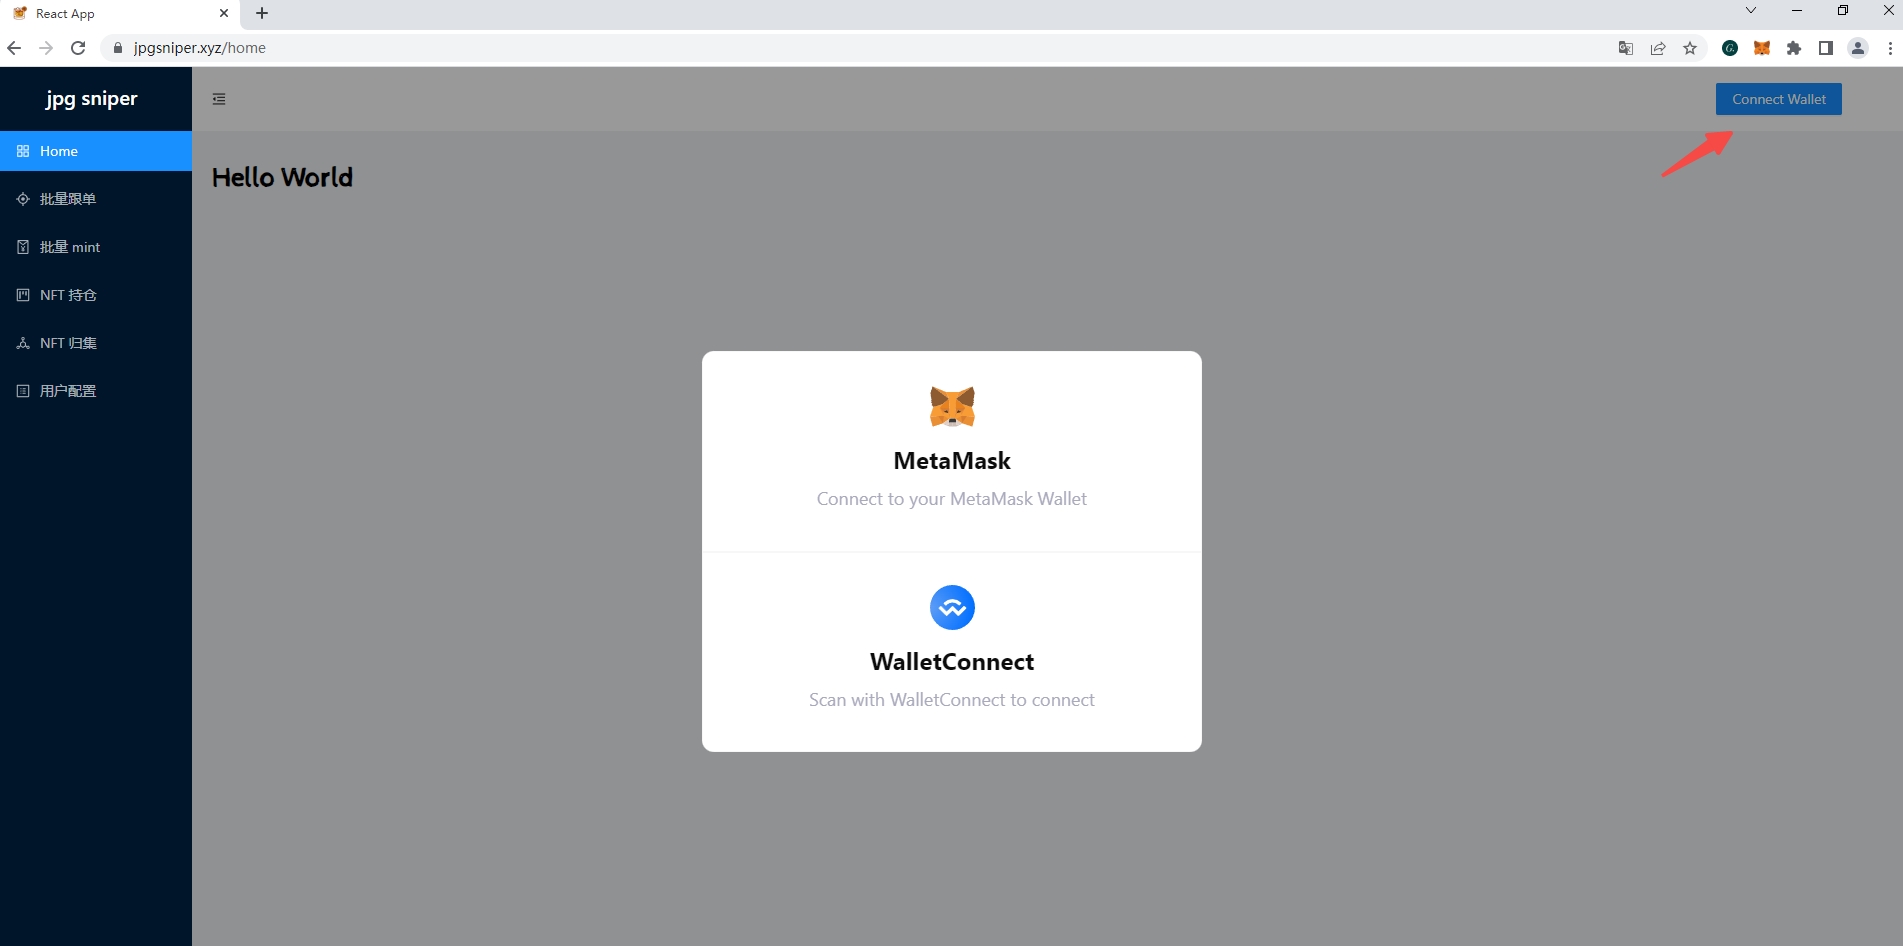 React App
jpgsniper.xyz/home
jpg sniper
Connect Wallet
Home
Hello World
批量跟单
批量 mint
NFT 持仓
NFT 归集
用户配置
MetaMask
Connect to your MetaMask Wallet
WalletConnect
Scan with WalletConnect to connect